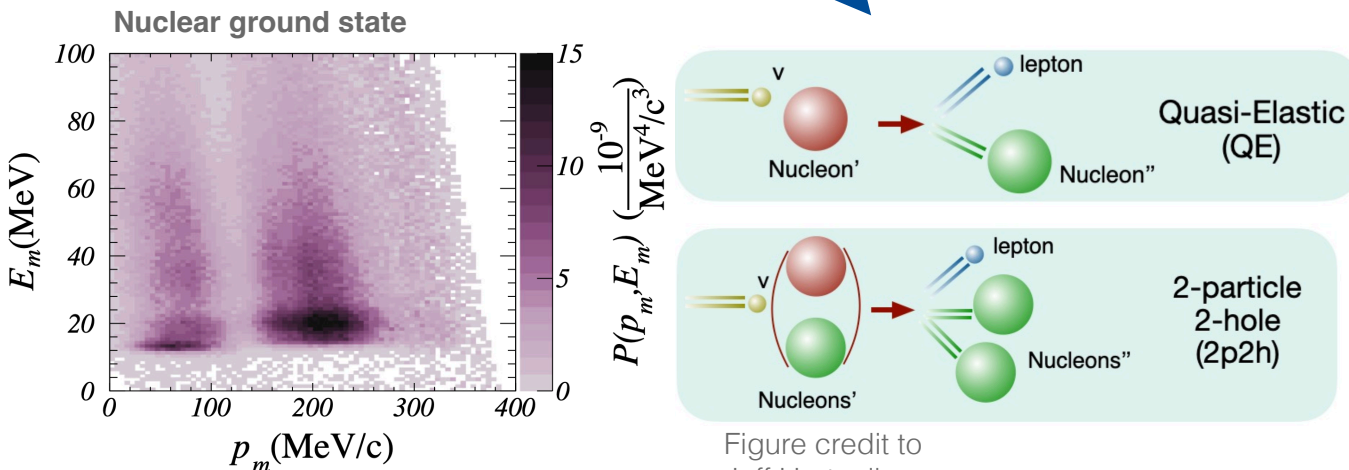 Nuclear ground state
100
80
60
40
20
0
E_m(MeV)
0 100 200 300 400
p_m(MeV/c)
15
10
5
0
P(p_m,E_m) (10^-9 / MeV^4/c^3)
ν
lepton
Nucleon'
Nucleon"
Quasi-Elastic
(QE)
ν
lepton
Nucleons'
Nucleons"
2-particle
2-hole
(2p2h)
Figure credit to